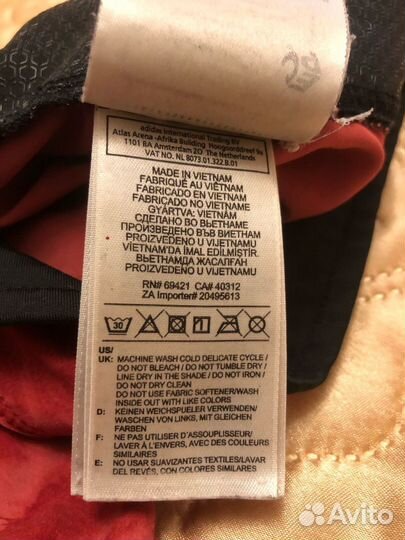 adidas International Trading BV
Atlas Arena -Afrika Building Hoogoorddreef 9a
1101 BA Amsterdam ZO The Netherlands
VAT NO. NL 8073.01.322.B.01
MADE IN VIETNAM
FABRIQUÉ AU VIÊTNAM
FABRICADO EN VIETNAM
FABRICADO NO VIETNAME
GYÁRTVA: VIETNÁM
СДЕЛАНО ВО ВЬЕТНАМЕ
ПРОИЗВЕДЕНО ВЪВ ВИЕТНАМ
PROIZVEDENO U VIJETNAMU
VIETNAM'DA İMAL EDİLMİŞTİR
ВЬЕТНАМДА ЖАСАЛҒАН
PROIZVEDENO U VIJETNAMU
RN# 69421 CA# 40312
ZA Importer# 20495613
30
US/
UK: MACHINE WASH COLD DELICATE CYCLE /
DO NOT BLEACH / DO NOT TUMBLE DRY /
LINE DRY IN THE SHADE / DO NOT IRON /
DO NOT DRY CLEAN
DO NOT USE FABRIC SOFTENER/WASH
INSIDE OUT WITH LIKE COLORS
D: KEINEN WEICHSPUELER VERWENDEN/
WASCHEN AUF LINKS, MIT GLEICHEN
FARBEN
F: NE PAS UTILISER D'ASSOUPLISSEUR/
LAVER À L'ENVERS, AVEC DES COULEURS
SIMILAIRES
E: NO USAR SUAVIZANTES TEXTILES/LAVAR
DEL REVÉS, CON COLORES SIMILARES
Avito